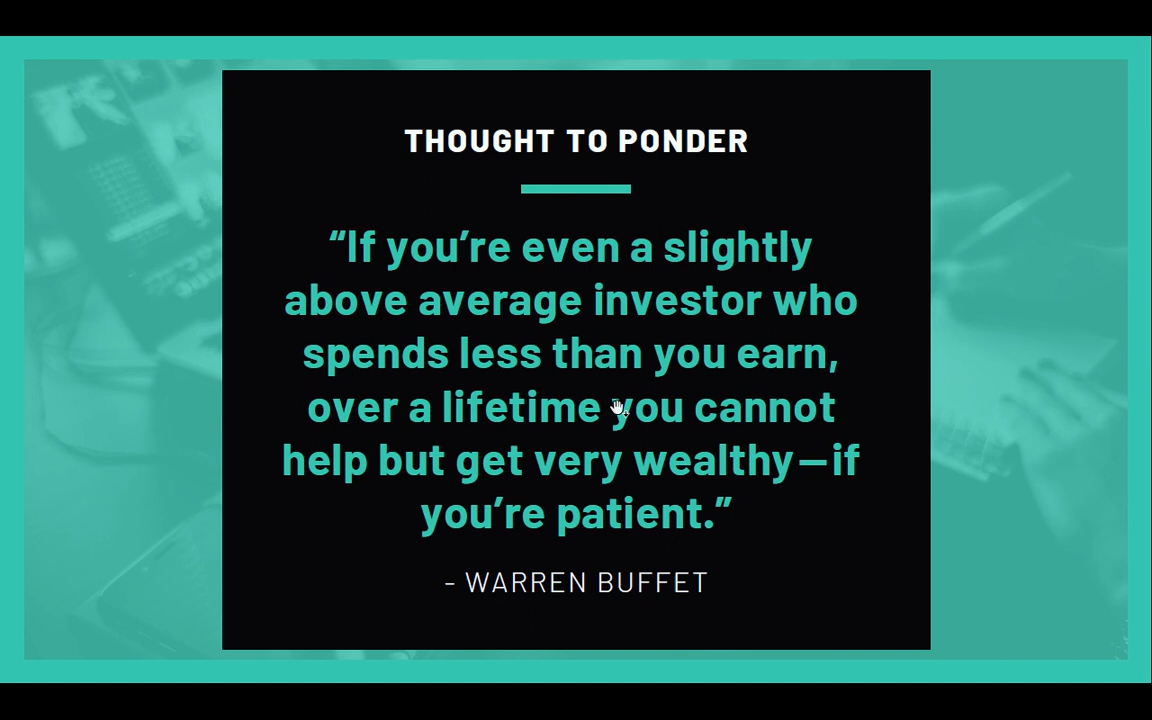 THOUGHT TO PONDER
“If you’re even a slightly
above average investor who
spends less than you earn,
over a lifetime you cannot
help but get very wealthy—if
you’re patient.”
- WARREN BUFFET